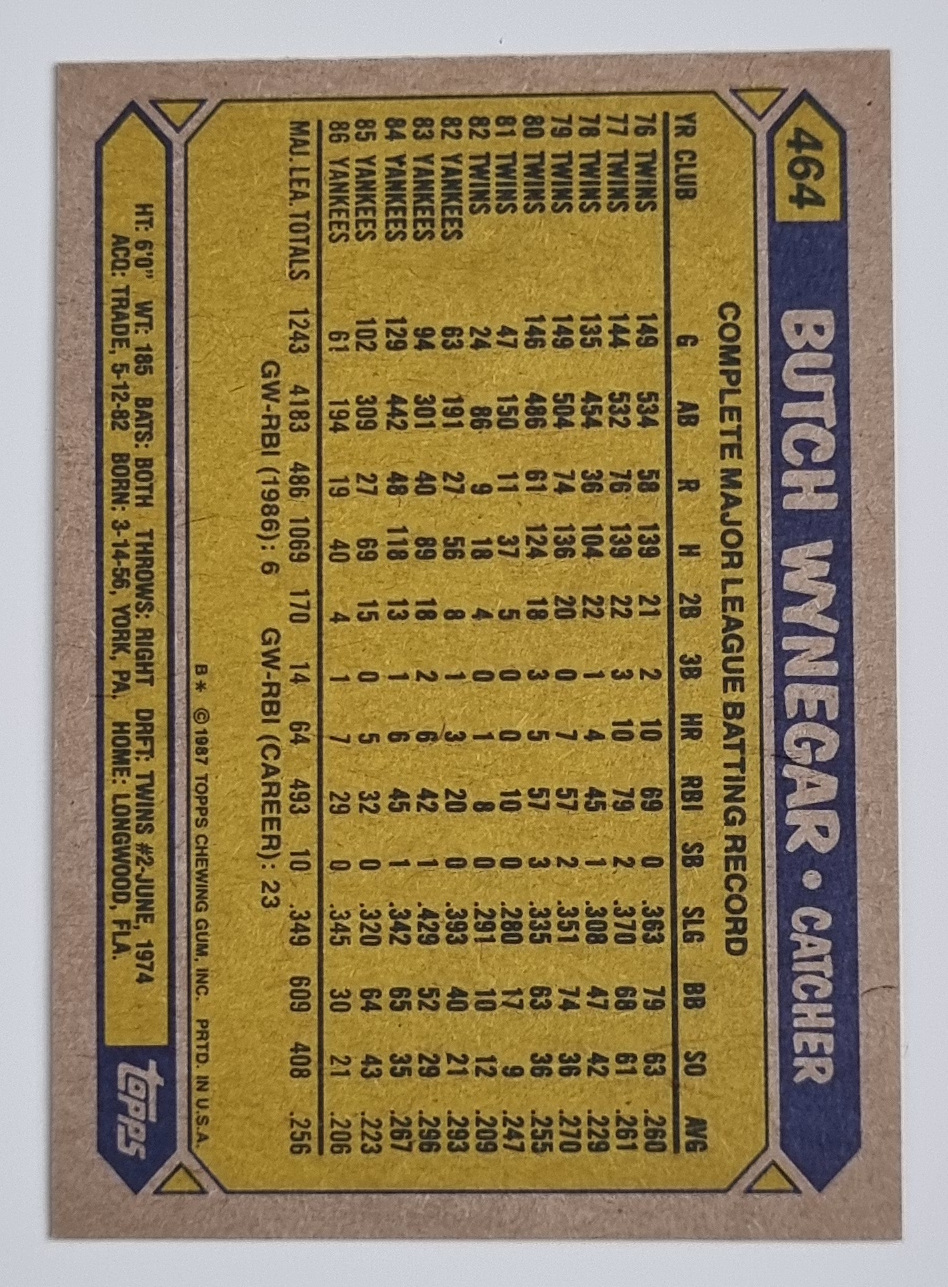 464 BUTCH WYNEGAR • CATCHER
COMPLETE MAJOR LEAGUE BATTING RECORD
YR CLUB G AB R H 2B 3B HR RBI SB SLG BB SO AVG
76 TWINS 149 534 58 139 21 2 10 69 0 .363 79 63 .260
77 TWINS 144 532 76 139 22 3 10 79 2 .370 68 61 .261
78 TWINS 135 454 36 104 22 1 4 45 1 .308 47 42 .229
79 TWINS 149 504 74 136 20 0 7 57 2 .351 74 36 .270
80 TWINS 146 486 61 124 18 3 5 57 3 .335 63 36 .255
81 TWINS 47 150 11 37 5 0 0 10 0 .280 17 9 .247
82 TWINS 24 86 9 18 4 0 1 8 0 .291 10 12 .209
82 YANKEES 63 191 27 56 8 1 3 20 0 .393 40 21 .293
83 YANKEES 94 301 40 89 18 2 6 42 1 .429 52 29 .296
84 YANKEES 129 442 48 118 13 1 6 45 1 .342 65 35 .267
85 YANKEES 102 309 27 69 15 0 5 32 0 .320 64 43 .223
86 YANKEES 61 194 19 40 4 1 7 29 0 .345 30 21 .206
MAJ. LEA. TOTALS 1243 4183 486 1069 170 14 64 493 10 .349 609 408 .256
GW-RBI (1986): 6 GW-RBI (CAREER): 23
B* © 1987 TOPPS CHEWING GUM, INC. PRTD. IN U.S.A.
HT: 6'0" WT: 185 BATS: BOTH THROWS: RIGHT DRFT: TWINS #2-JUNE, 1974
ACQ: TRADE, 5-12-82 BORN: 3-14-56, YORK, PA. HOME: LONGWOOD, FLA.
topps